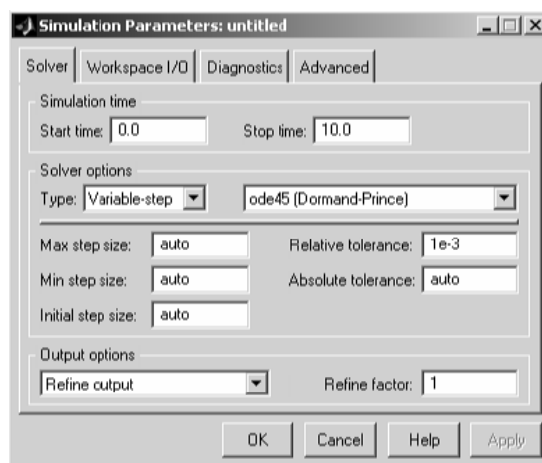 Simulation Parameters: untitled
Solver Workspace I/O Diagnostics Advanced
Simulation time
Start time: 0.0 Stop time: 10.0
Solver options
Type: Variable-step ode45 (Dormand-Prince)
Max step size: auto Relative tolerance: 1e-3
Min step size: auto Absolute tolerance: auto
Initial step size: auto
Output options
Refine output Refine factor: 1
OK Cancel Help Apply